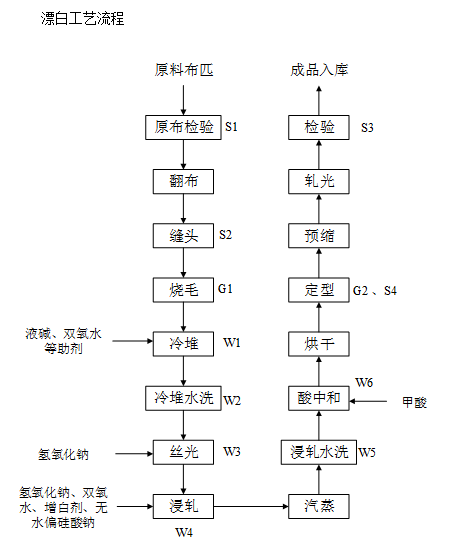 漂白工艺流程
原料布匹
成品入库
原布检验
S1
检验
S3
翻布
轧光
缝头
S2
预缩
烧毛
G1
定型
G2 、S4
液碱、双氧水
等助剂
冷堆
W1
烘干
冷堆水洗
W2
酸中和
W6
甲酸
氢氧化钠
丝光
W3
浸轧水洗
W5
氢氧化钠、双氧
水、增白剂、无
水偏硅酸钠
浸轧
W4
汽蒸